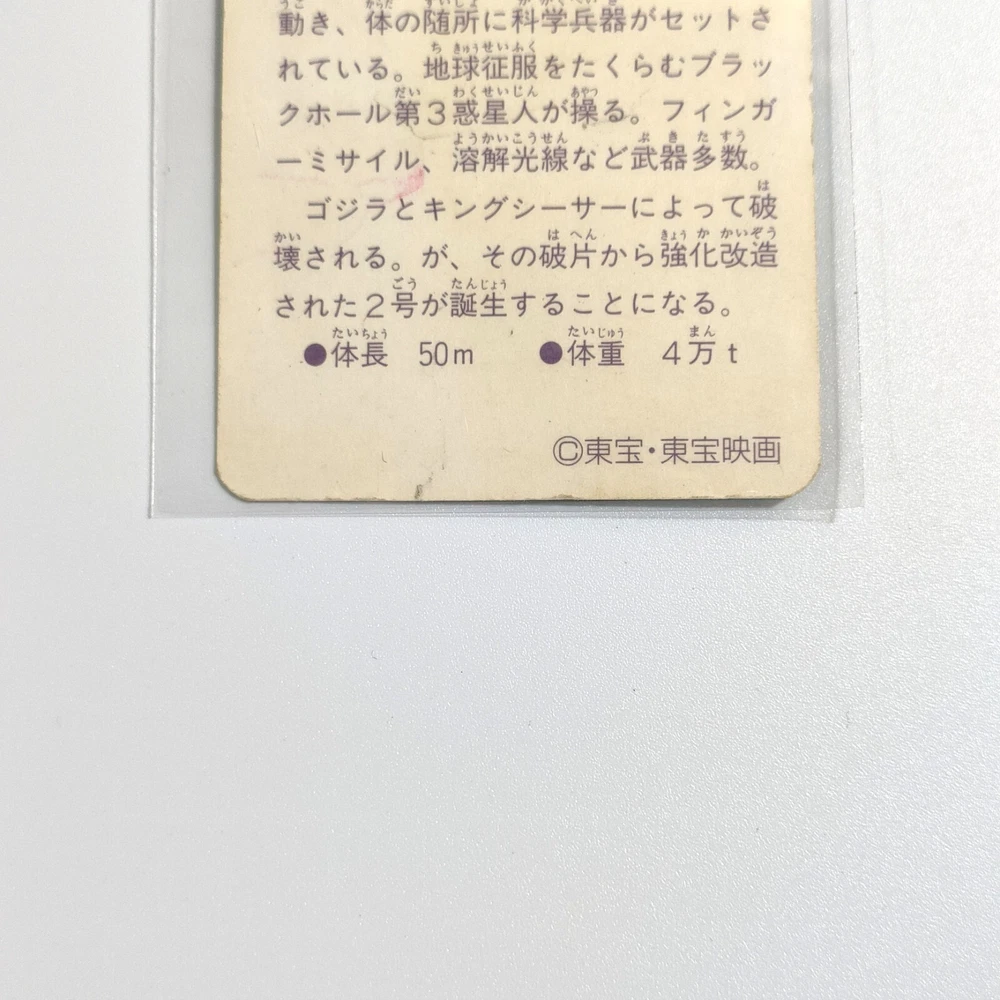 動き、体の随所に科学兵器がセットさ
れている。地球征服をたくらむブラッ
クホール第3惑星人が操る。フィンガ
ーミサイル、溶解光線など武器多数。
ゴジラとキングシーサーによって破
壊される。が、その破片から強化改造
された2号が誕生することになる。
●体長 50m ●体重 4万t
©東宝・東宝映画